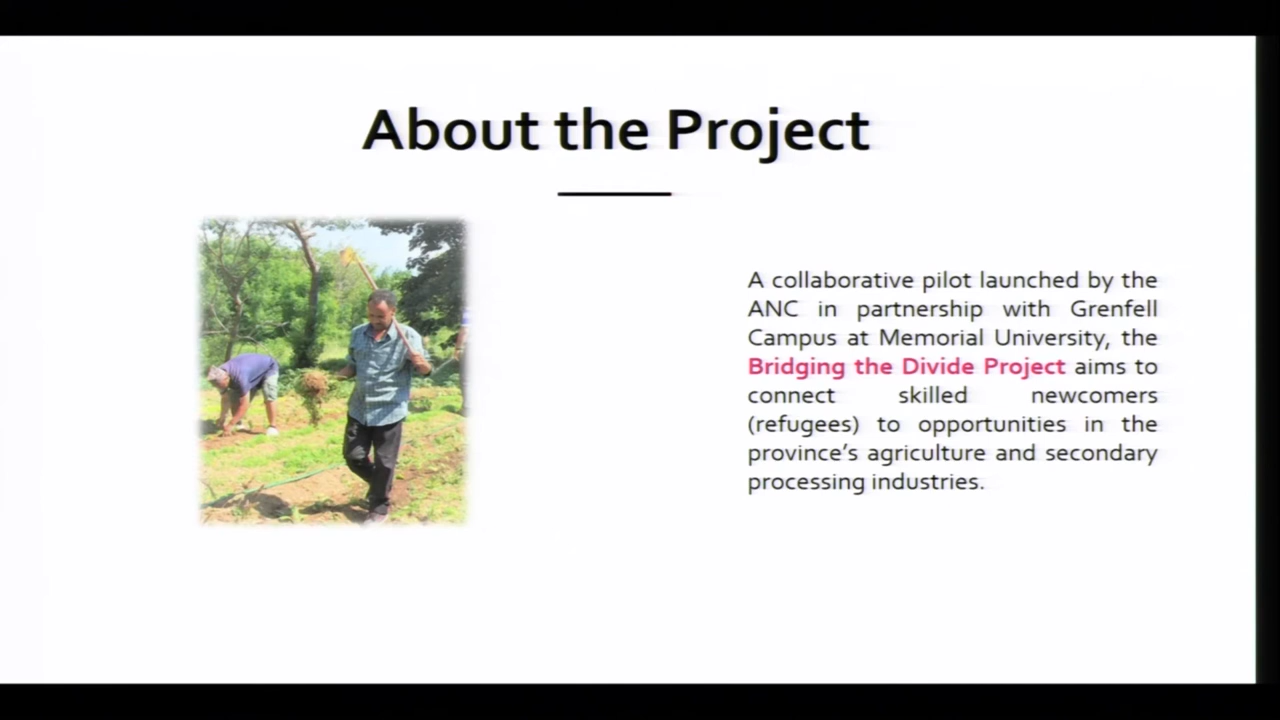 About the Project
A collaborative pilot launched by the
ANC in partnership with Grenfell
Campus at Memorial University, the
Bridging the Divide Project aims to
connect skilled newcomers
(refugees) to opportunities in the
province's agriculture and secondary
processing industries.